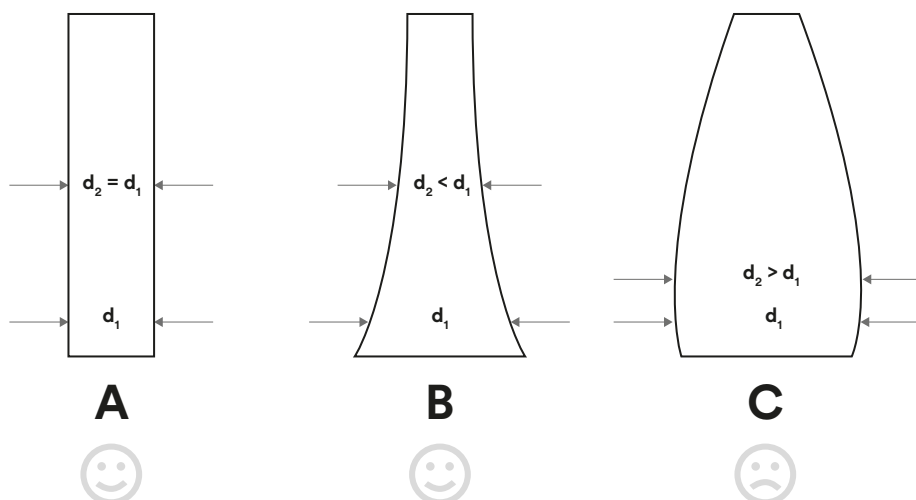 d₂ = d₁
d₁
A
d₂ < d₁
d₁
B
d₂ > d₁
d₁
C